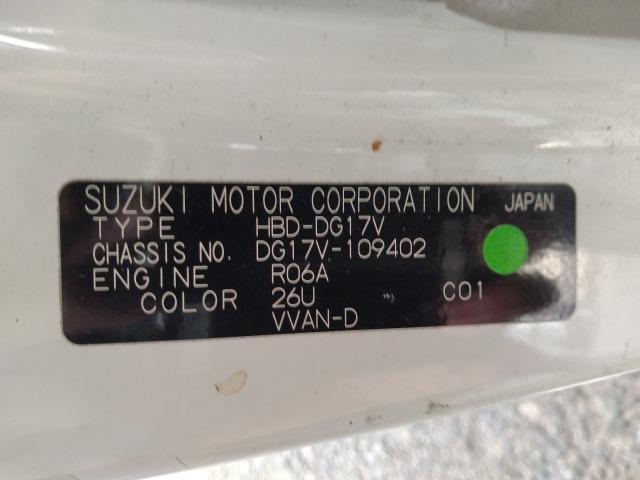 SUZUKI MOTOR CORPORATION JAPAN
TYPE HBD-DG17V
CHASSIS NO. DG17V-109402
ENGINE R06A
COLOR 26U C01
VVAN-D